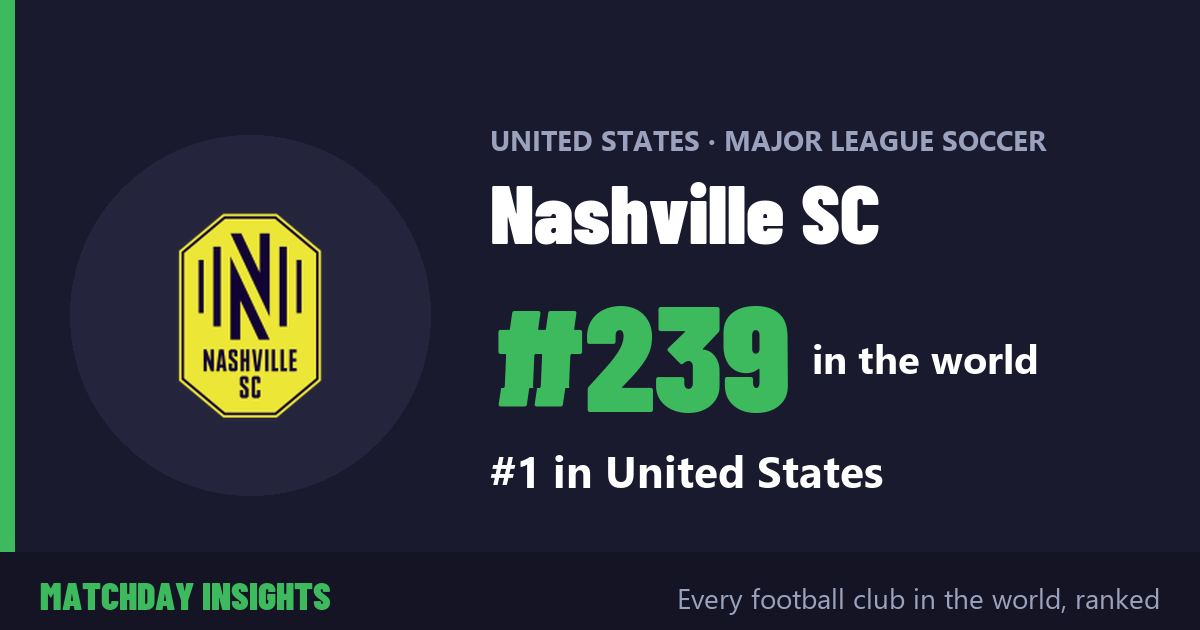 UNITED STATES · MAJOR LEAGUE SOCCER
Nashville SC
N
NASHVILLE
SC
#239 in the world
#1 in United States
MATCHDAY INSIGHTS
Every football club in the world, ranked